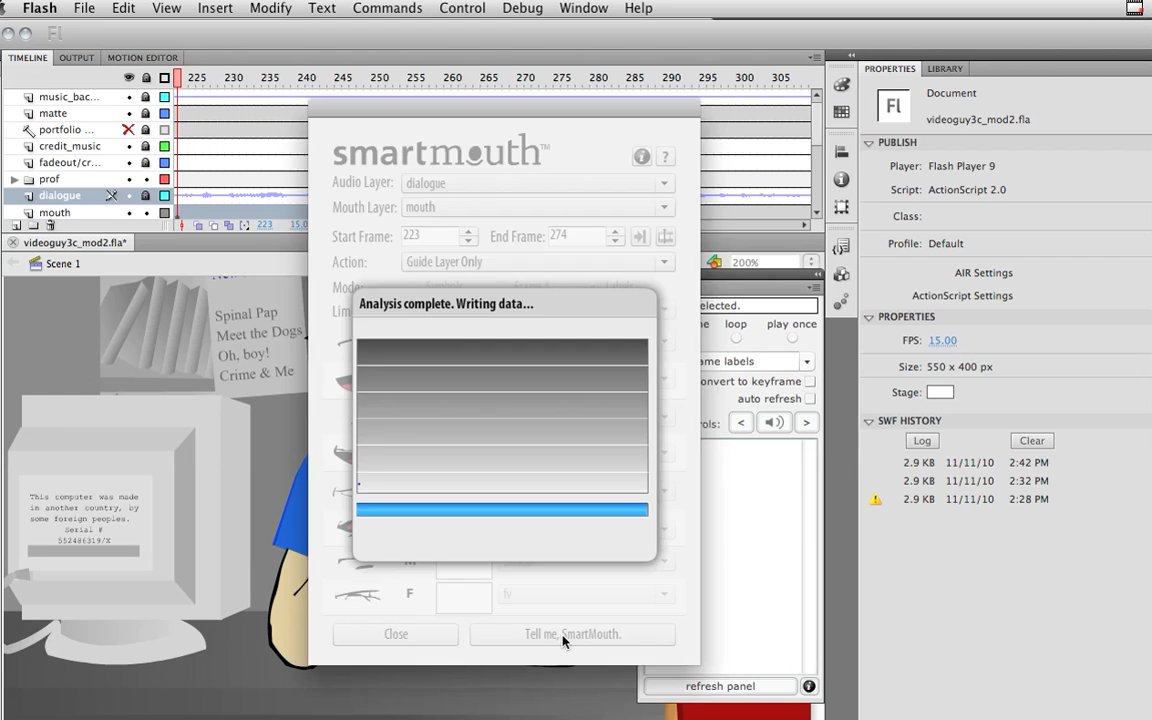 Flash File Edit View Insert Modify Text Commands Control Debug Window Help
TIMELINE OUTPUT MOTION EDITOR
225 230 235 240 245 250 255 260 265 270 275 280 285 290 295 300 305
music_bac...
matte
portfolio ...
credit_music
fadeout/cr...
prof
dialogue
mouth
223 15.0
videoguy3c_mod2.fla*
Scene 1
200%
Spinal Pap
Meet the Dogs
Oh, boy!
Crime & Me
This computer was made
in another country, by
some foreign peoples.
Serial #
552486319/X
smartmouth™
Audio Layer: dialogue
Mouth Layer: mouth
Start Frame: 223 End Frame: 274
Action: Guide Layer Only
Analysis complete. Writing data...
F fv
Close Tell me, SmartMouth.
elected.
loop play once
ame labels
onvert to keyframe
auto refresh
ols: < >
refresh panel
PROPERTIES LIBRARY
Fl
Document
videoguy3c_mod2.fla
PUBLISH
Player: Flash Player 9
Script: ActionScript 2.0
Class:
Profile: Default
AIR Settings
ActionScript Settings
PROPERTIES
FPS: 15.00
Size: 550 x 400 px
Stage:
SWF HISTORY
Log Clear
2.9 KB 11/11/10 2:42 PM
2.9 KB 11/11/10 2:32 PM
2.9 KB 11/11/10 2:28 PM